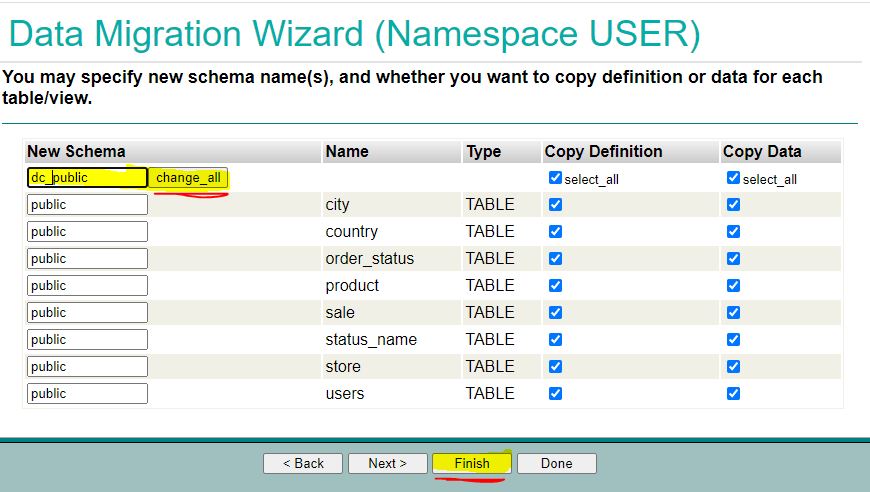 Data Migration Wizard (Namespace USER)
You may specify new schema name(s), and whether you want to copy definition or data for each
table/view.
New Schema Name Type Copy Definition Copy Data
dc_public change_all select_all select_all
public city TABLE
public country TABLE
public order_status TABLE
public product TABLE
public sale TABLE
public status_name TABLE
public store TABLE
public users TABLE
< Back Next > Finish Done